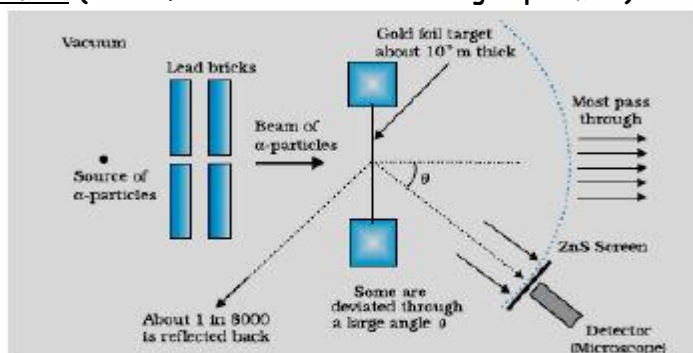 Vacuum
Lead bricks
Source of
α-particles
Beam of
α-particles
Gold foil target
about 10 m thick
Most pass
through
θ
ZnS Screen
Some are
deviated through
a large angle θ
About 1 in 8000
is reflected back
Detector
(Microscope)